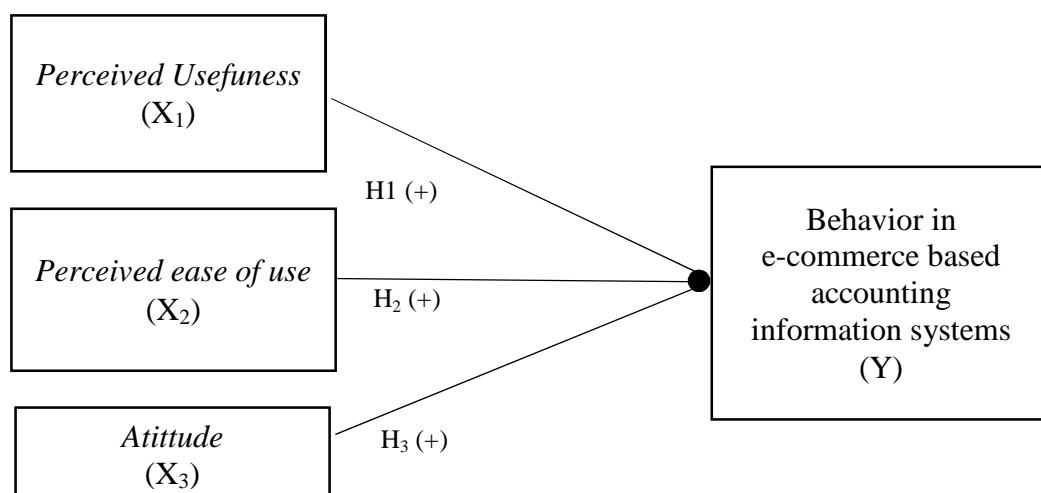 Perceived Usefuness
(X₁)
H1 (+)
Perceived ease of use
(X₂)
H₂ (+)
Atittude
(X₃)
H₃ (+)
Behavior in
e-commerce based
accounting
information systems
(Y)